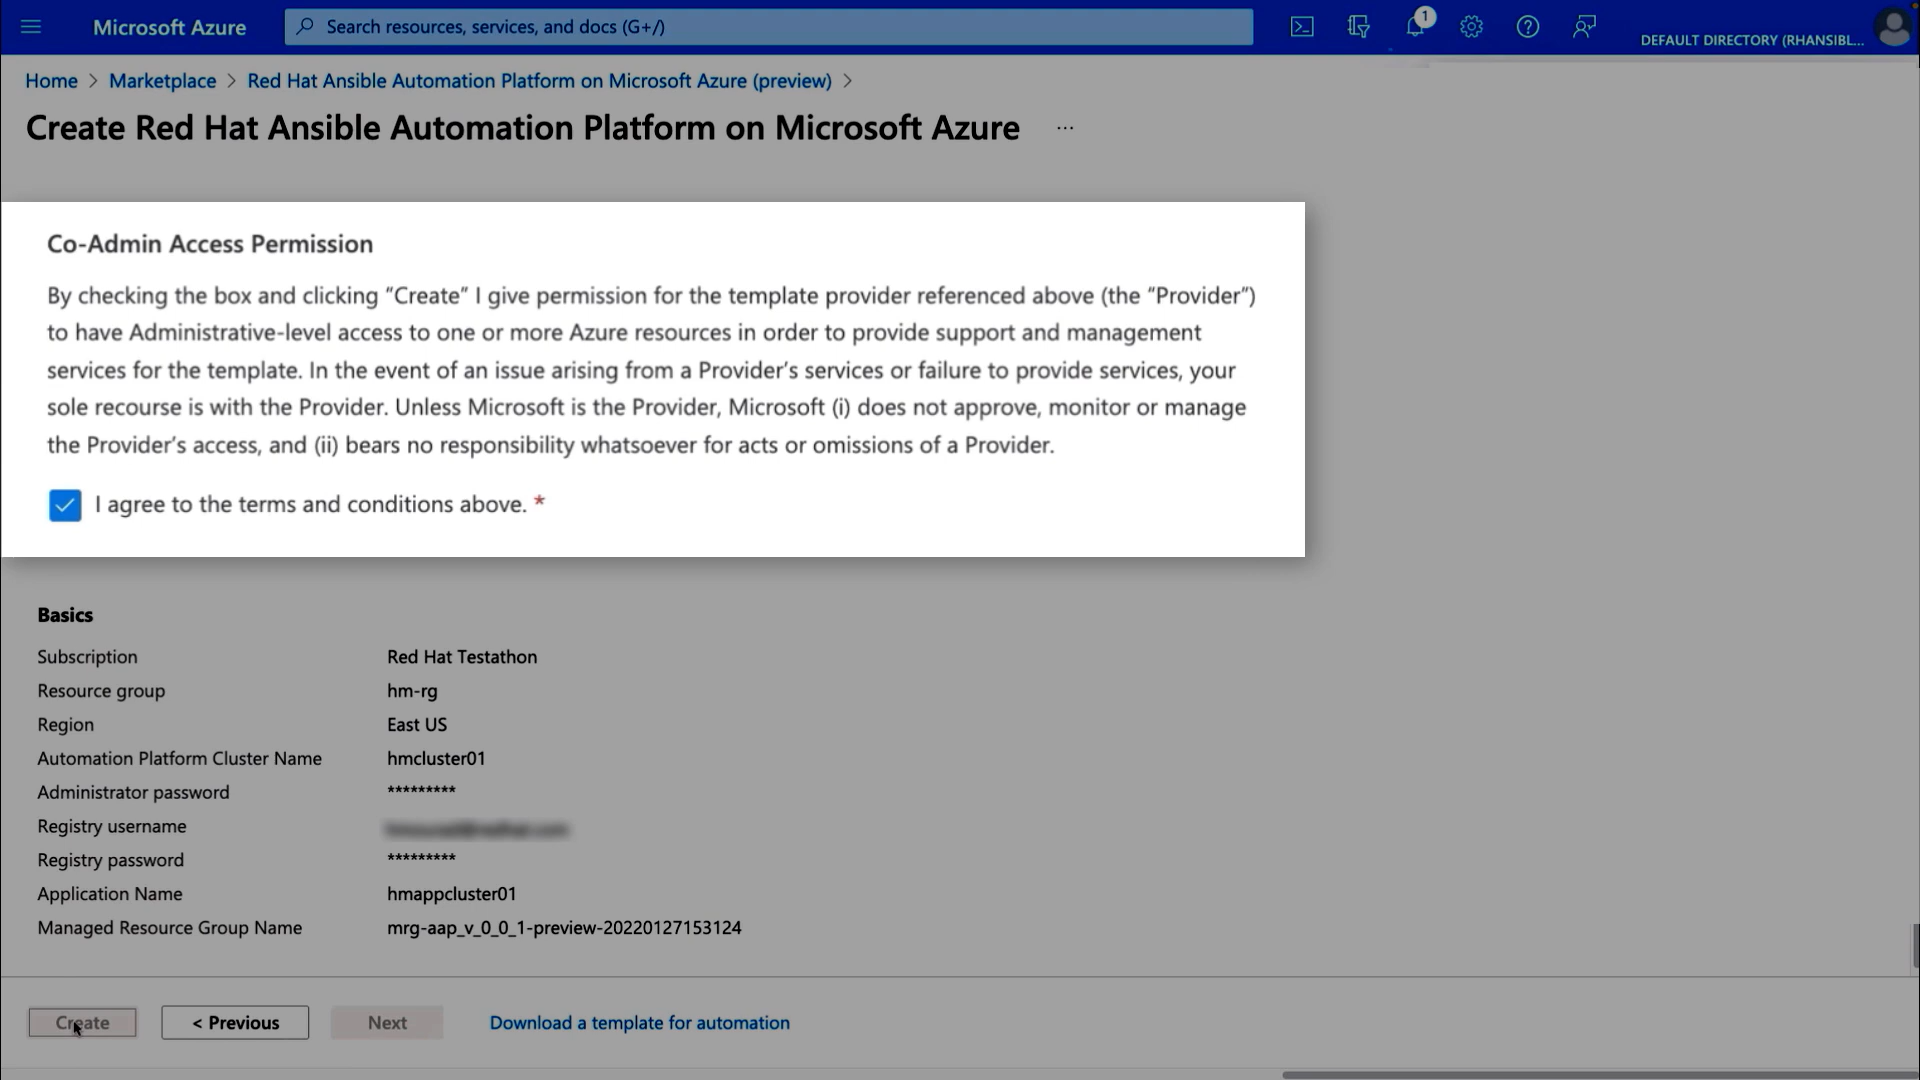 Microsoft Azure
Search resources, services, and docs (G+/)
1
DEFAULT DIRECTORY (RHANSIBL...
Home > Marketplace > Red Hat Ansible Automation Platform on Microsoft Azure (preview) >
Create Red Hat Ansible Automation Platform on Microsoft Azure ...
Co-Admin Access Permission
By checking the box and clicking “Create” I give permission for the template provider referenced above (the “Provider”)
to have Administrative-level access to one or more Azure resources in order to provide support and management
services for the template. In the event of an issue arising from a Provider’s services or failure to provide services, your
sole recourse is with the Provider. Unless Microsoft is the Provider, Microsoft (i) does not approve, monitor or manage
the Provider’s access, and (ii) bears no responsibility whatsoever for acts or omissions of a Provider.
I agree to the terms and conditions above. *
Basics
Subscription Red Hat Testathon
Resource group hm-rg
Region East US
Automation Platform Cluster Name hmcluster01
Administrator password *********
Registry username
Registry password *********
Application Name hmappcluster01
Managed Resource Group Name mrg-aap_v_0_0_1-preview-20220127153124
Create
< Previous
Next
Download a template for automation